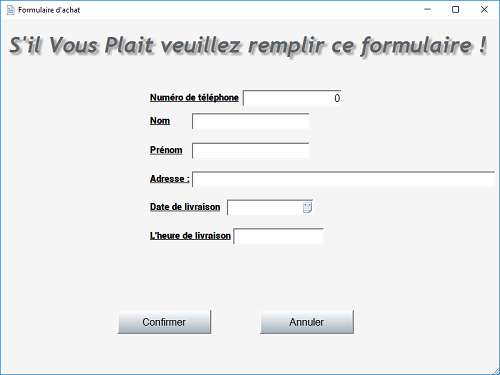 Formulaire d'achat
S'il Vous Plait veuillez remplir ce formulaire !
Numéro de téléphone 0
Nom
Prénom
Adresse :
Date de livraison
L'heure de livraison
Confirmer Annuler